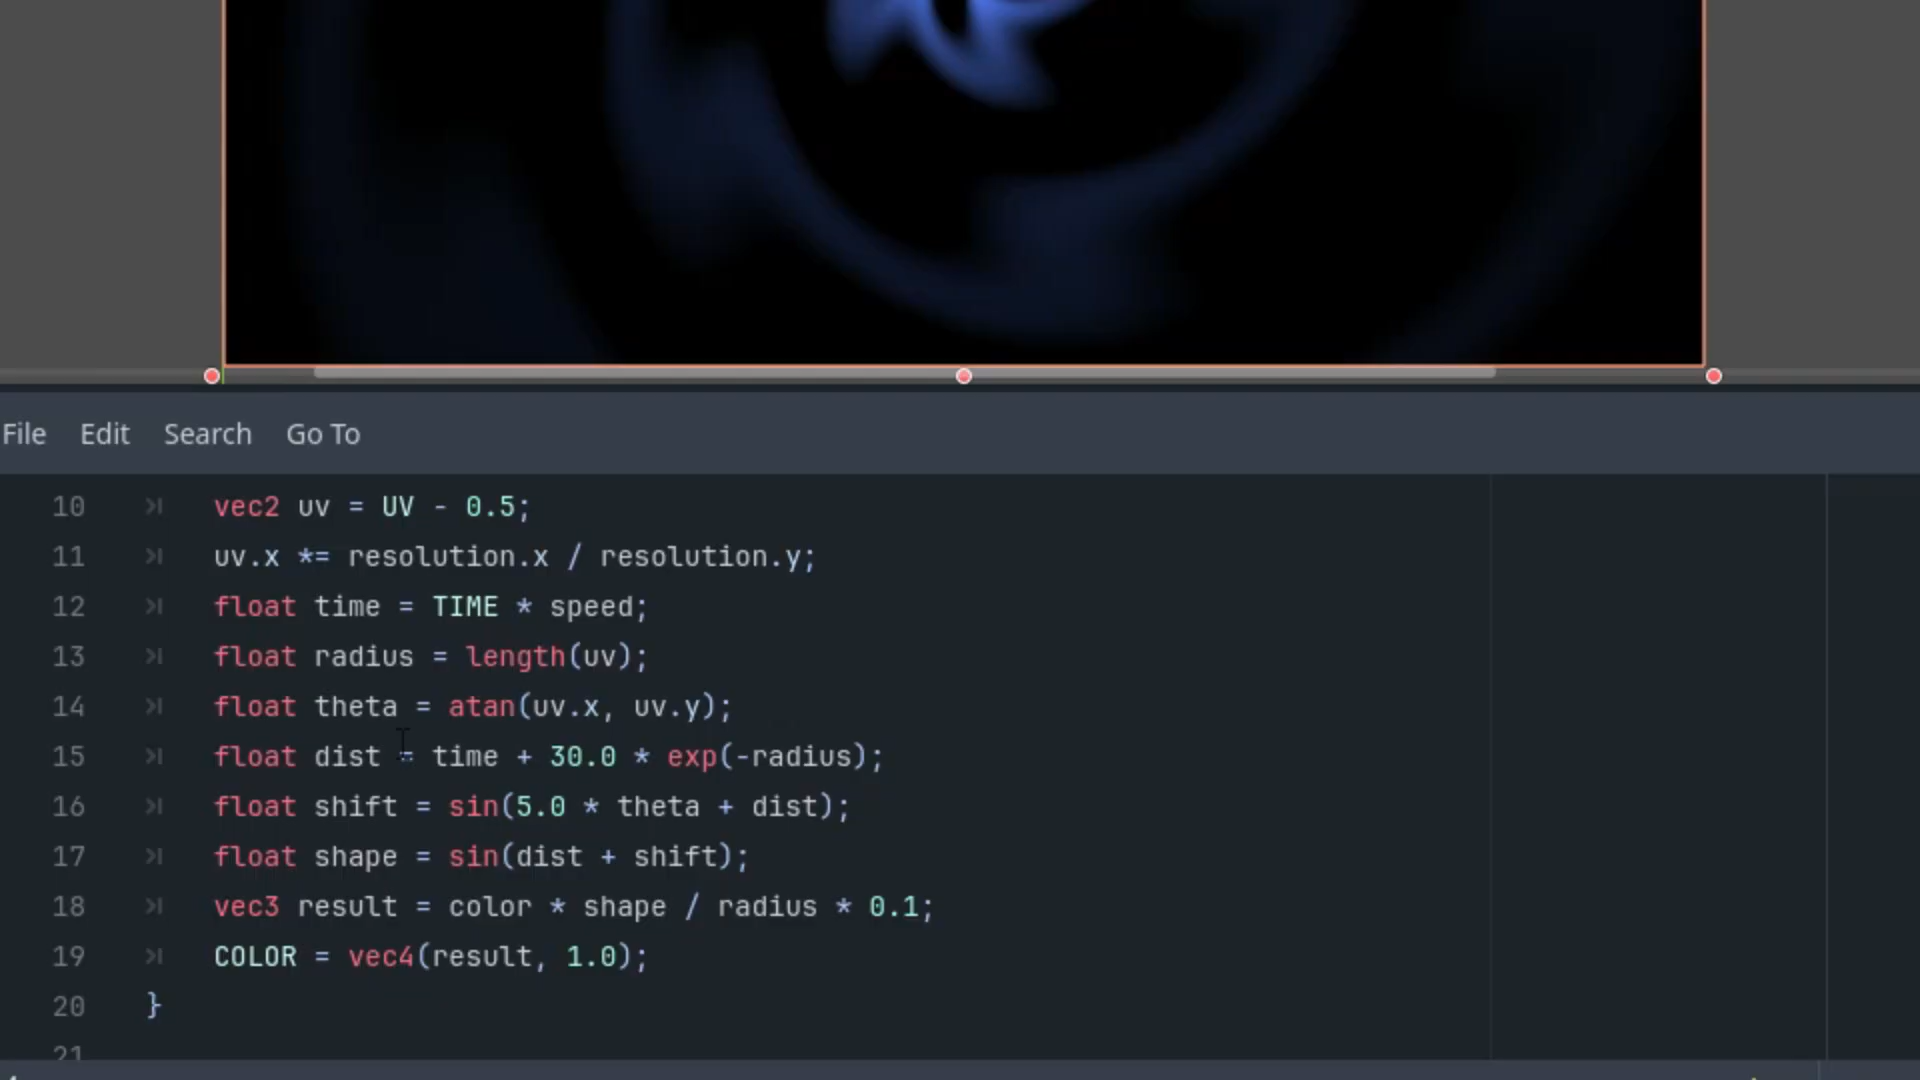 File Edit Search Go To
10 vec2 uv = UV - 0.5;
11 uv.x *= resolution.x / resolution.y;
12 float time = TIME * speed;
13 float radius = length(uv);
14 float theta = atan(uv.x, uv.y);
15 float dist = time + 30.0 * exp(-radius);
16 float shift = sin(5.0 * theta + dist);
17 float shape = sin(dist + shift);
18 vec3 result = color * shape / radius * 0.1;
19 COLOR = vec4(result, 1.0);
20 }
21